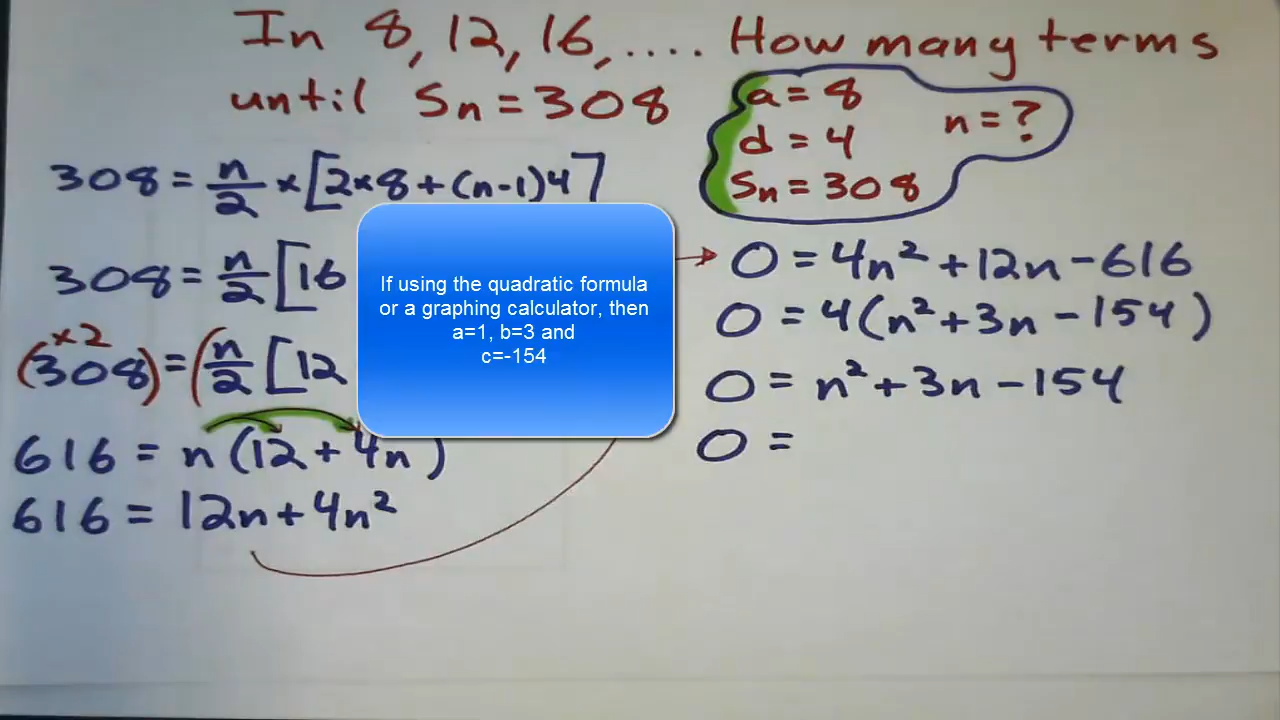 In 8, 12, 16, .... How many terms
until Sn = 308
a = 8
d = 4
Sn = 308
n = ?
308 = n/2 × [2×8 + (n-1)4]
308 = n/2 [16
×2
(308) = (n/2 [12
616 = n(12 + 4n)
616 = 12n + 4n²
If using the quadratic formula
or a graphing calculator, then
a=1, b=3 and
c=-154
0 = 4n² + 12n - 616
0 = 4(n² + 3n - 154)
0 = n² + 3n - 154
0 =